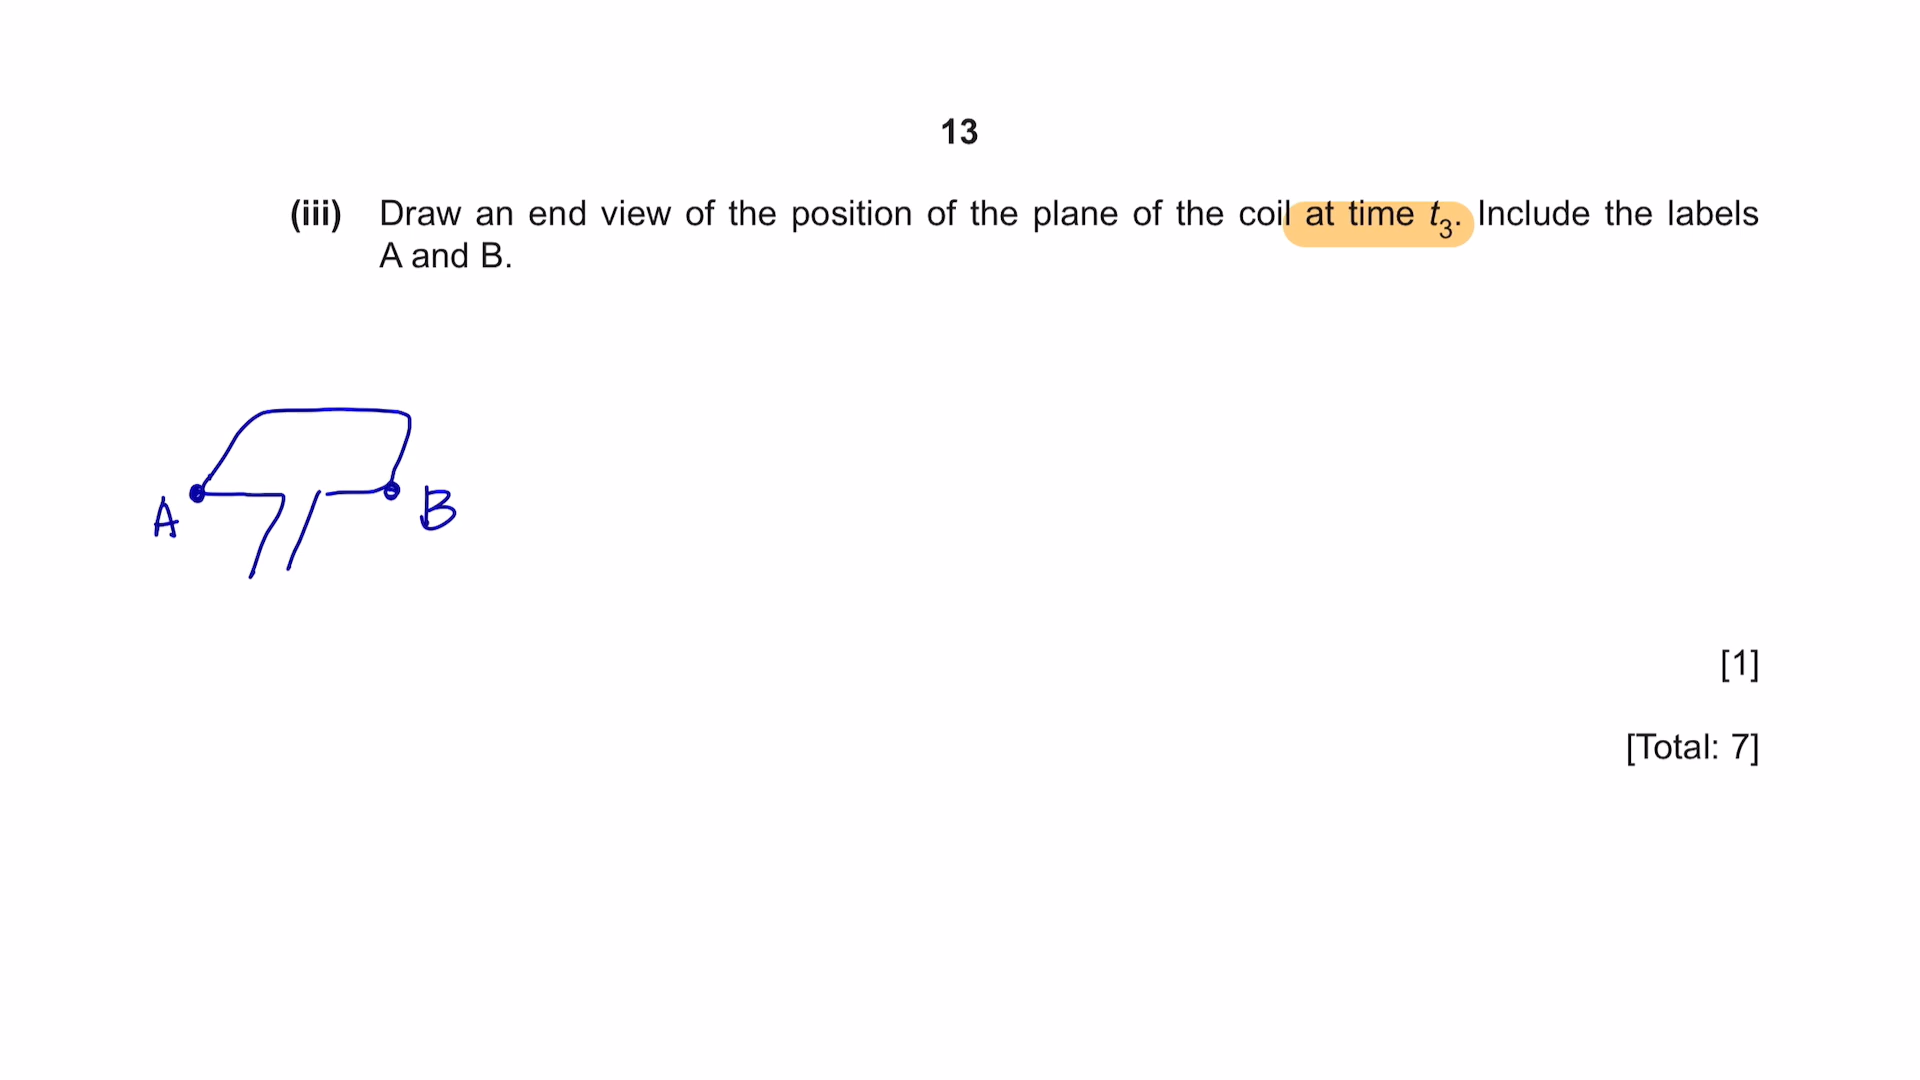 13
(iii) Draw an end view of the position of the plane of the coil at time t₃. Include the labels
A and B.
A B
[1]
[Total: 7]